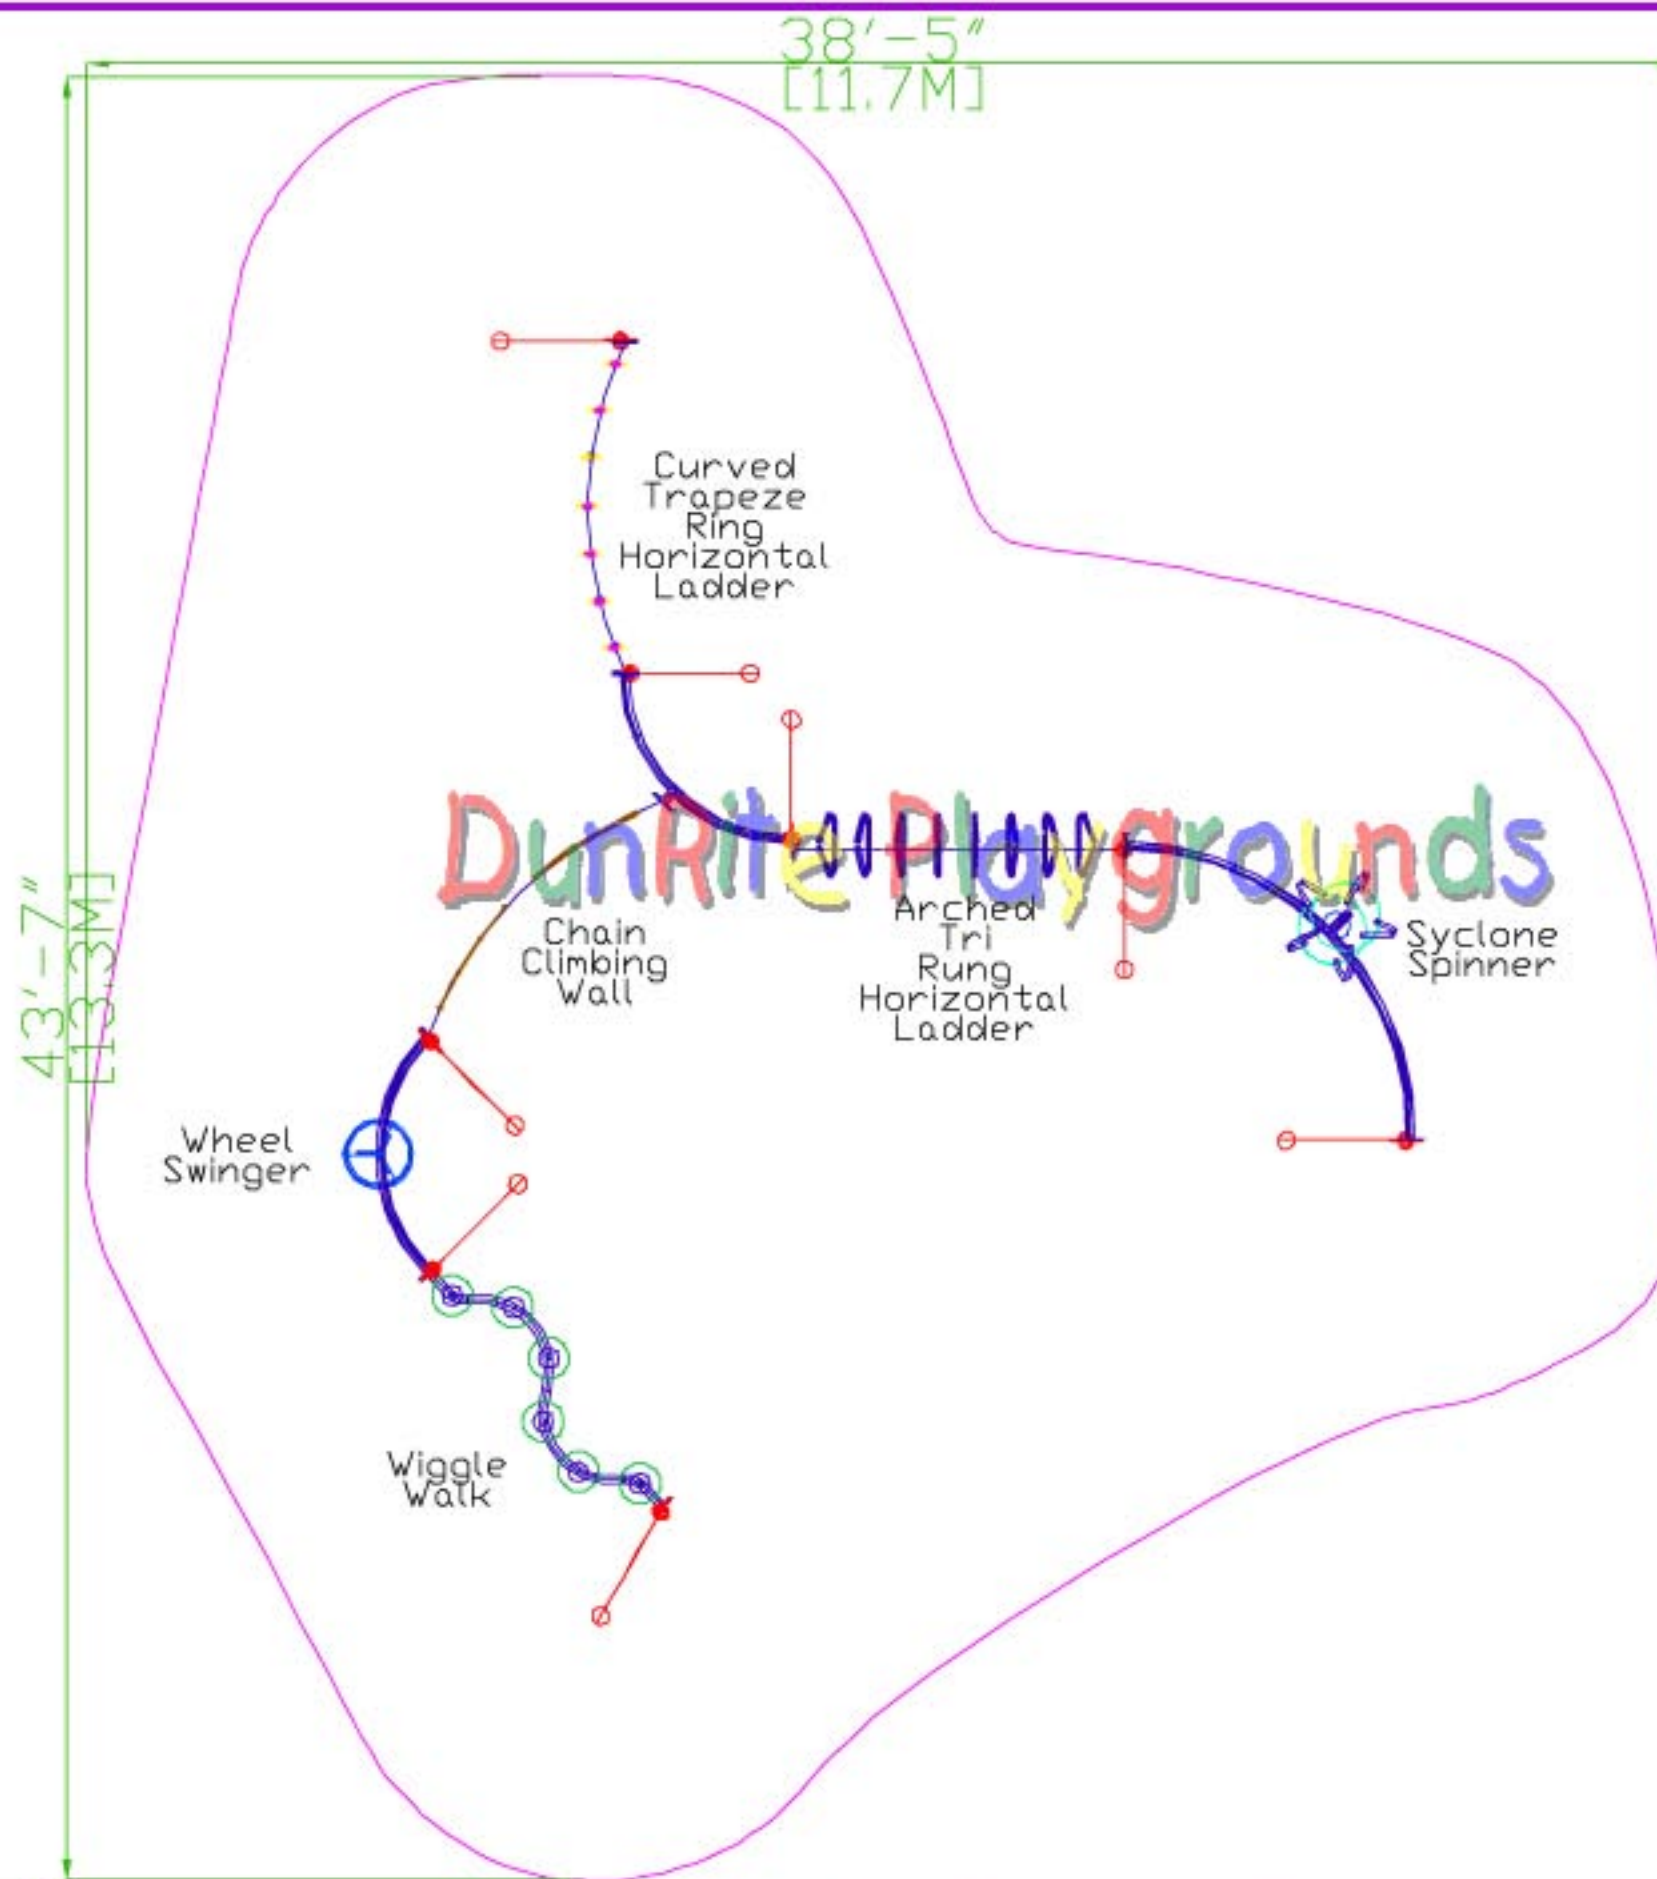 38'-5"
[11.7M]
Curved
Trapeze
Ring
Horizontal
Ladder
DunRite Playgrounds
43'-7"
[13.3M]
Chain
Climbing
Wall
Arched
Tri
Rung
Horizontal
Ladder
Syclone
Spinner
Wheel
Swinger
Wiggle
Walk